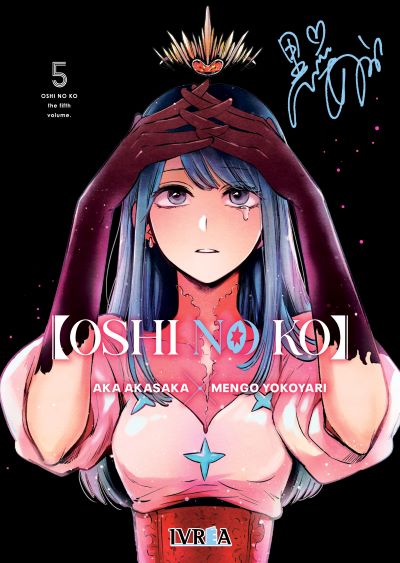 5
OSHI NO KO
the fifth
volume.
【OSHI NO KO】
AKA AKASAKA × MENGO YOKOYARI
IVREA